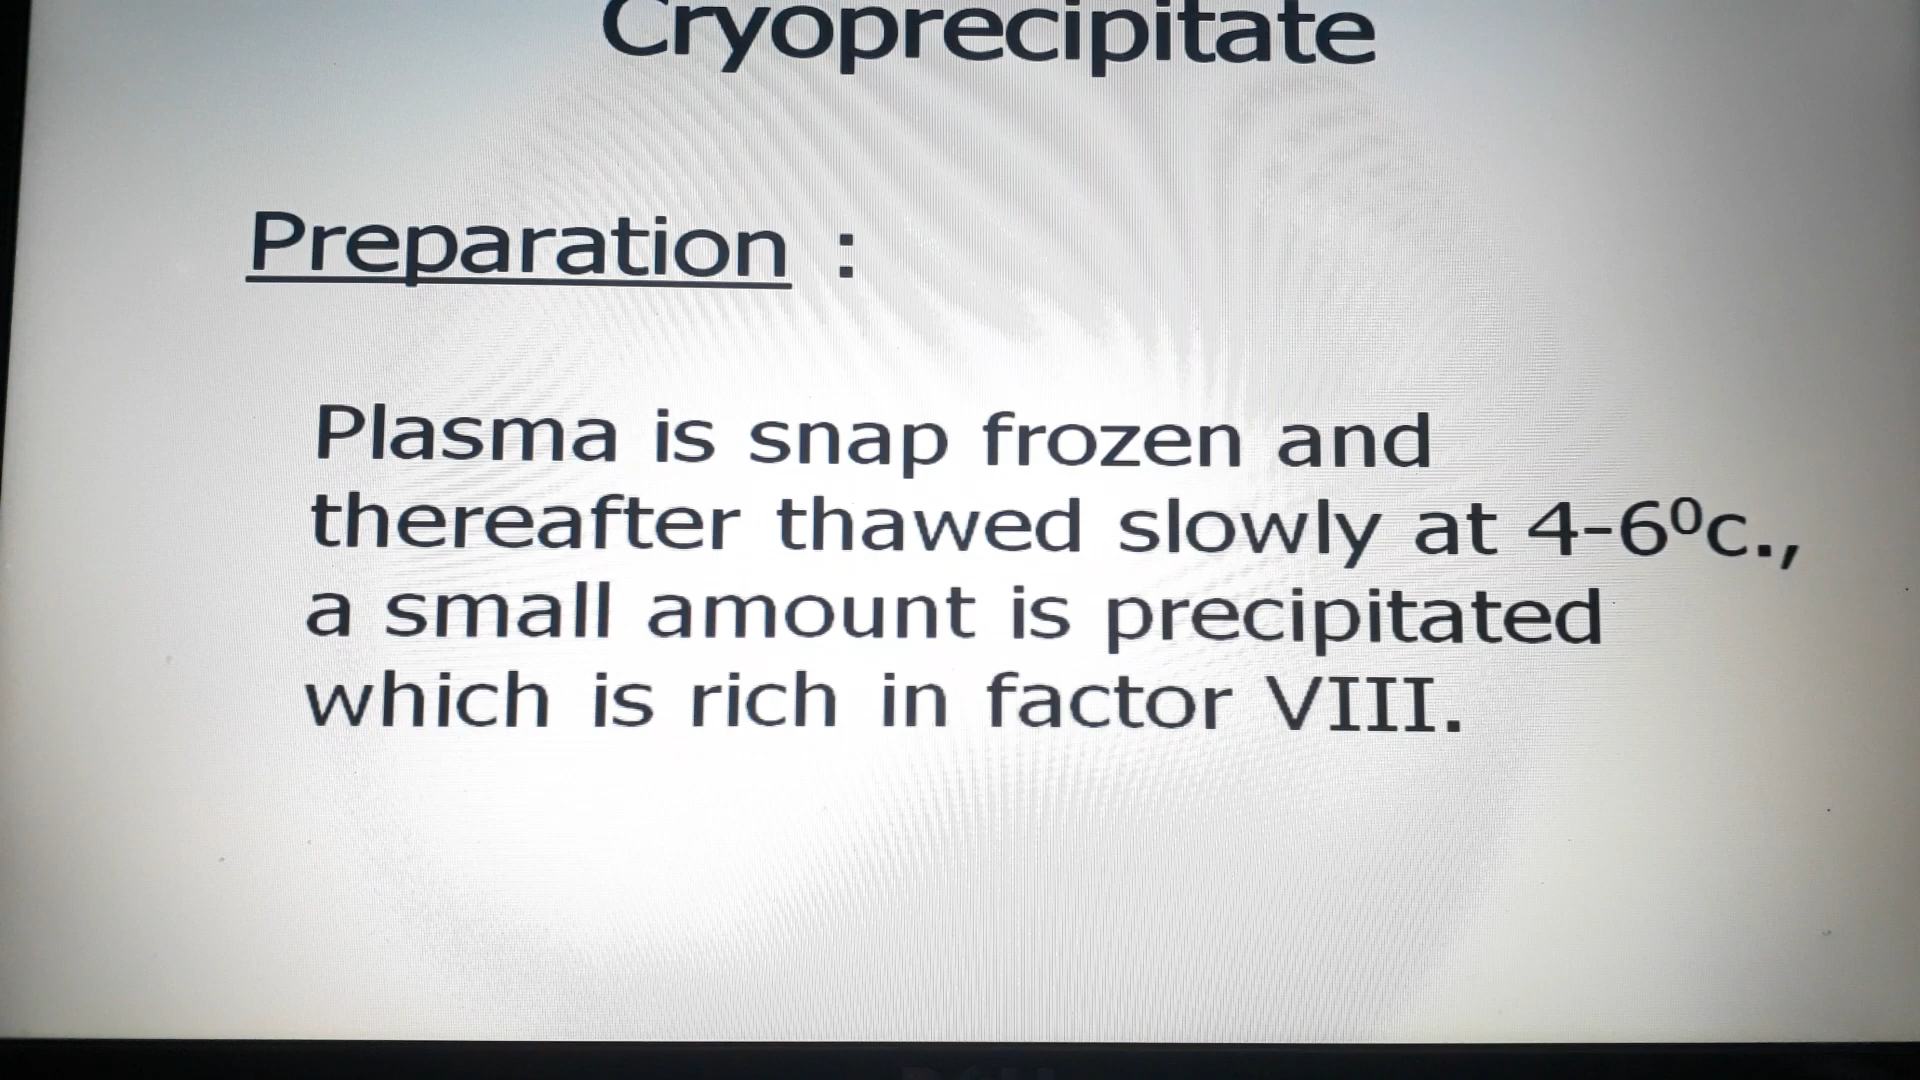 Cryoprecipitate
Preparation :
Plasma is snap frozen and
thereafter thawed slowly at 4-6⁰c.,
a small amount is precipitated
which is rich in factor VIII.